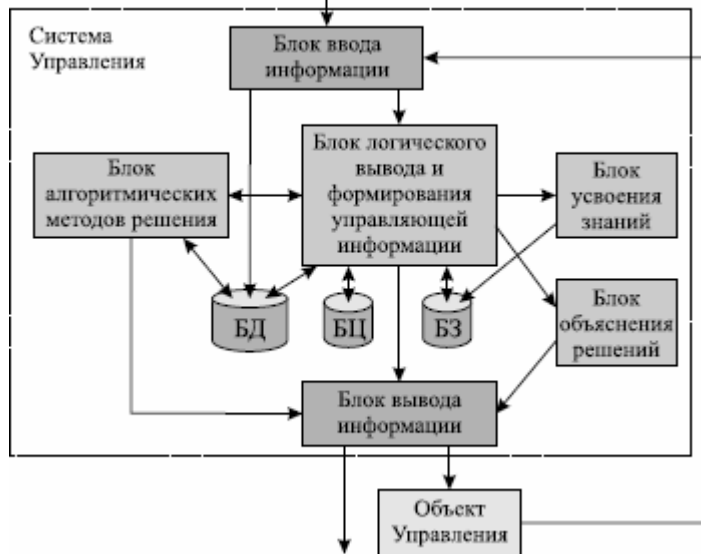 Система
Управления
Блок ввода
информации
Блок
алгоритмических
методов решения
Блок логического
вывода и
формирования
управляющей
информации
Блок
усвоения
знаний
БД
БЦ
БЗ
Блок
объяснения
решений
Блок вывода
информации
Объект
Управления